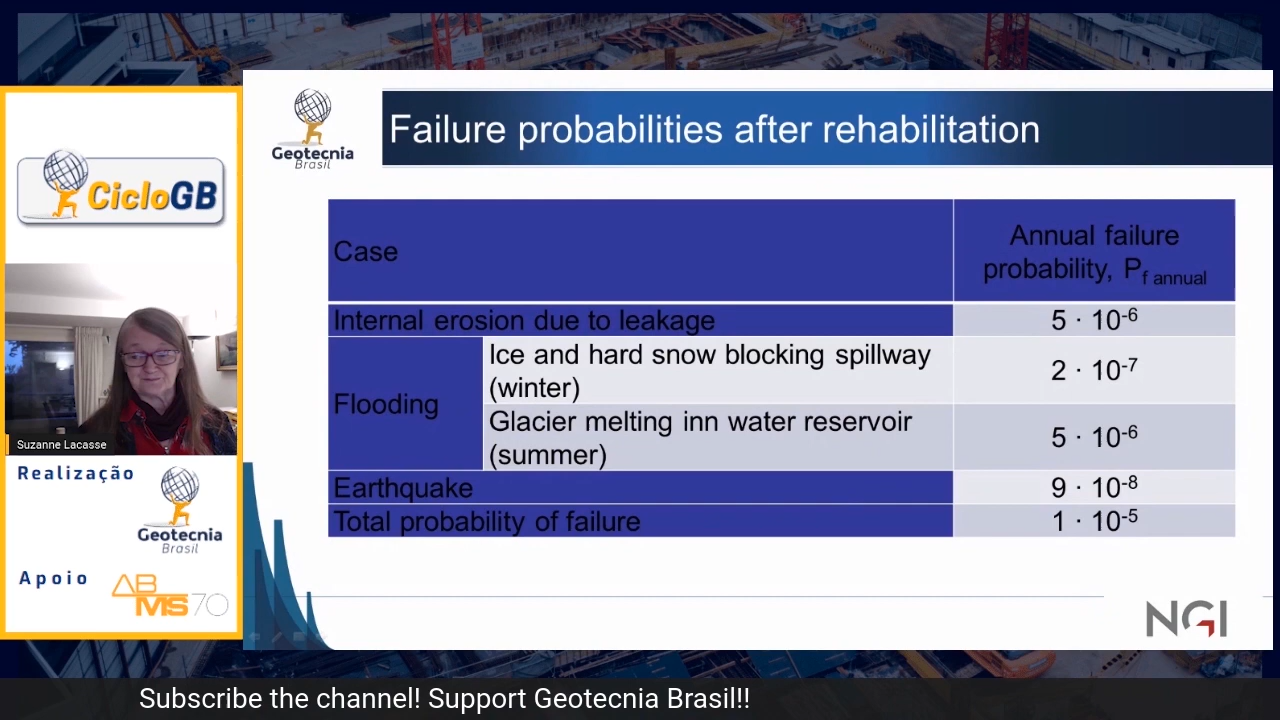 Geotecnia
Brasil
Failure probabilities after rehabilitation
CicloGB
Case
Annual failure
probability, P f annual
Internal erosion due to leakage
5 · 10-6
Flooding
Ice and hard snow blocking spillway
(winter)
2 · 10-7
Glacier melting inn water reservoir
(summer)
5 · 10-6
Earthquake
9 · 10-8
Total probability of failure
1 · 10-5
Suzanne Lacasse
Realização
Geotecnia
Brasil
Apoio
ABMS 70
NGI
Subscribe the channel! Support Geotecnia Brasil!!